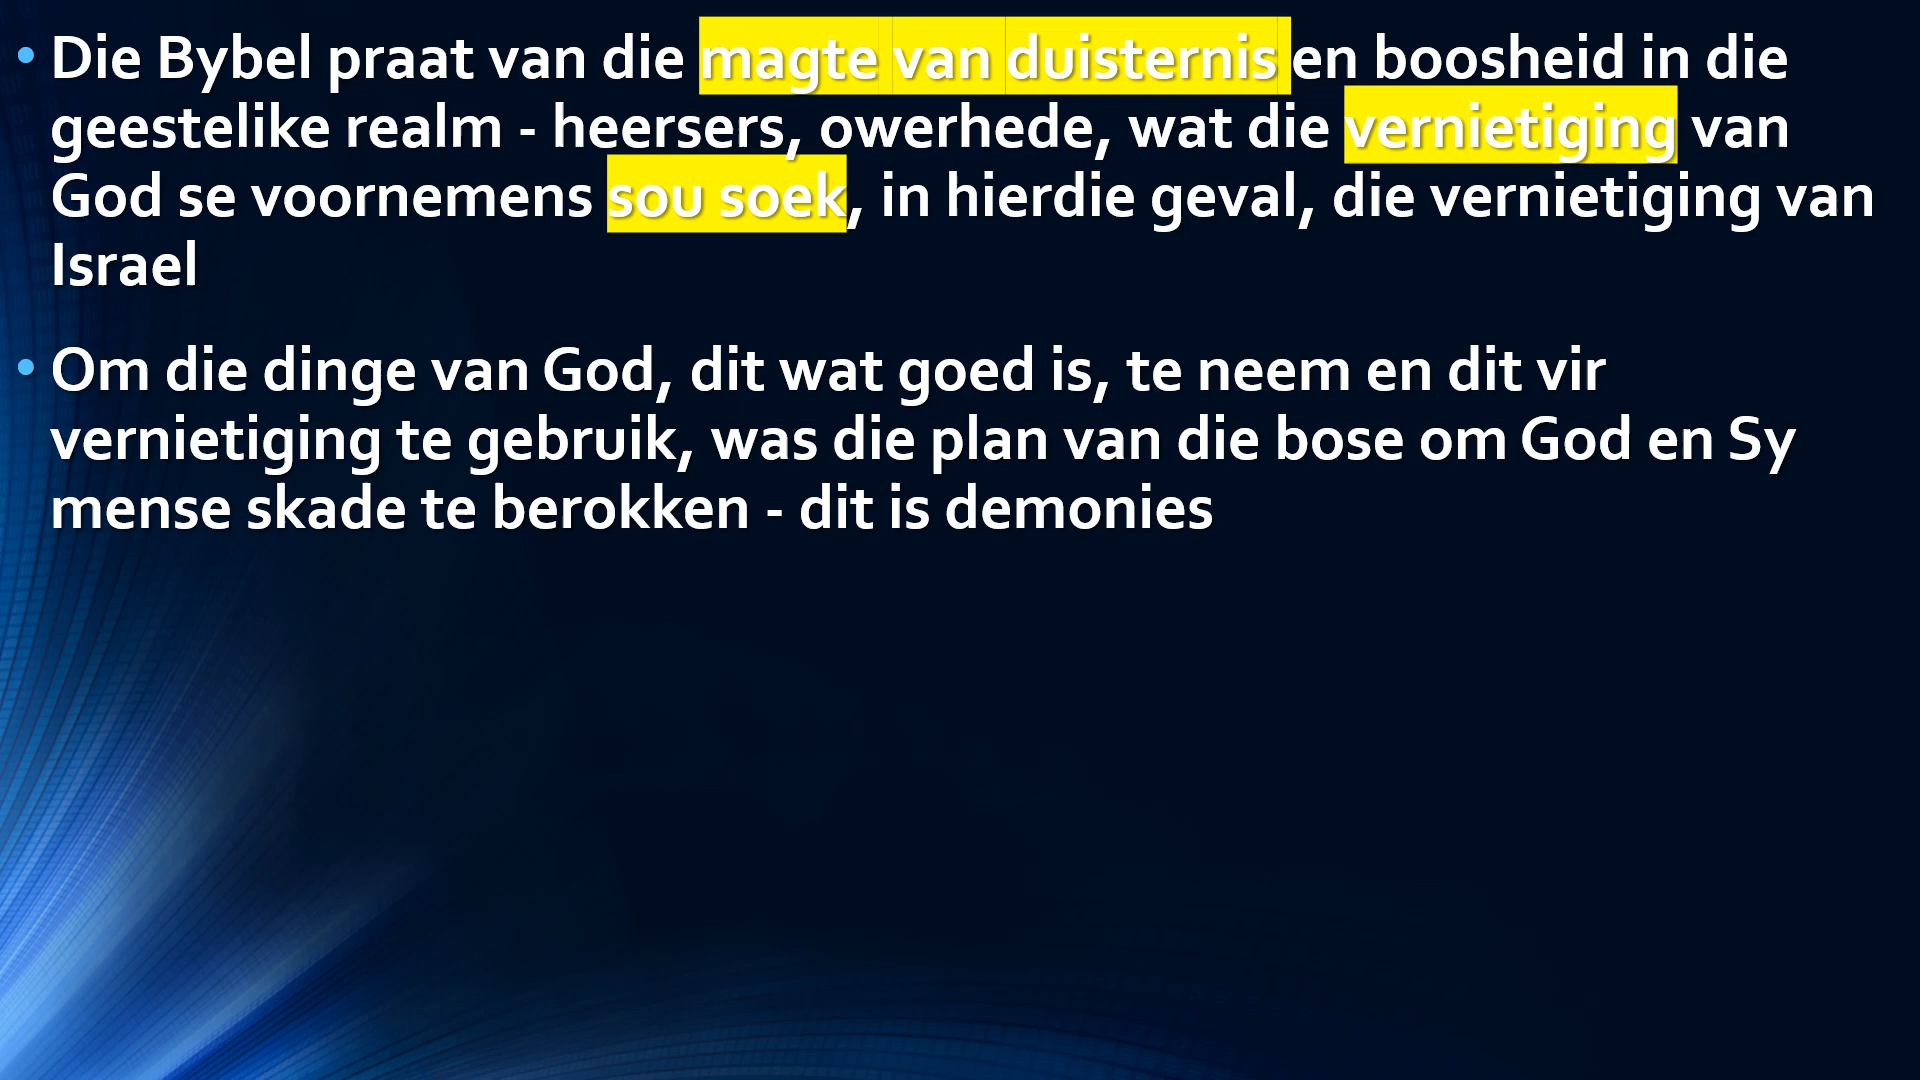 • Die Bybel praat van die magte van duisternis en boosheid in die
geestelike realm - heersers, owerhede, wat die vernietiging van
God se voornemens sou soek, in hierdie geval, die vernietiging van
Israel
• Om die dinge van God, dit wat goed is, te neem en dit vir
vernietiging te gebruik, was die plan van die bose om God en Sy
mense skade te berokken - dit is demonies